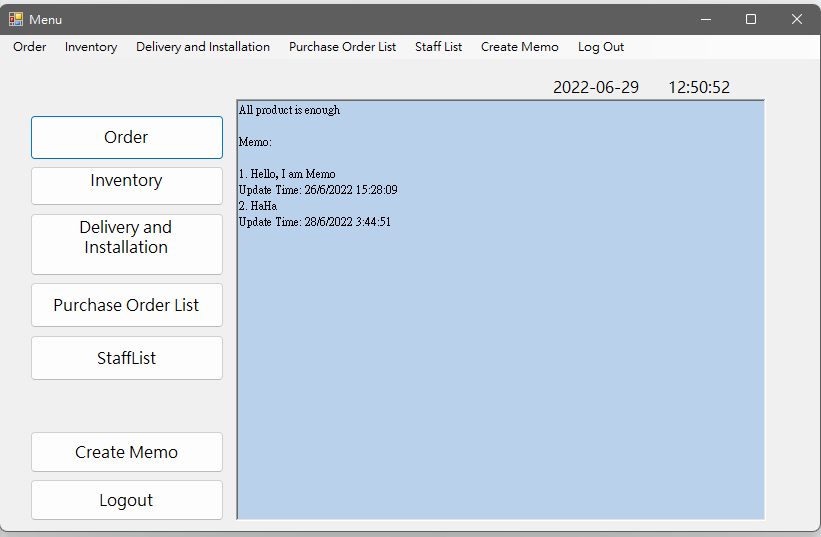 Menu
Order Inventory Delivery and Installation Purchase Order List Staff List Create Memo Log Out
2022-06-29 12:50:52
Order
Inventory
Delivery and
Installation
Purchase Order List
StaffList
Create Memo
Logout
All product is enough
Memo:
1. Hello, I am Memo
Update Time: 26/6/2022 15:28:09
2. HaHa
Update Time: 28/6/2022 3:44:51